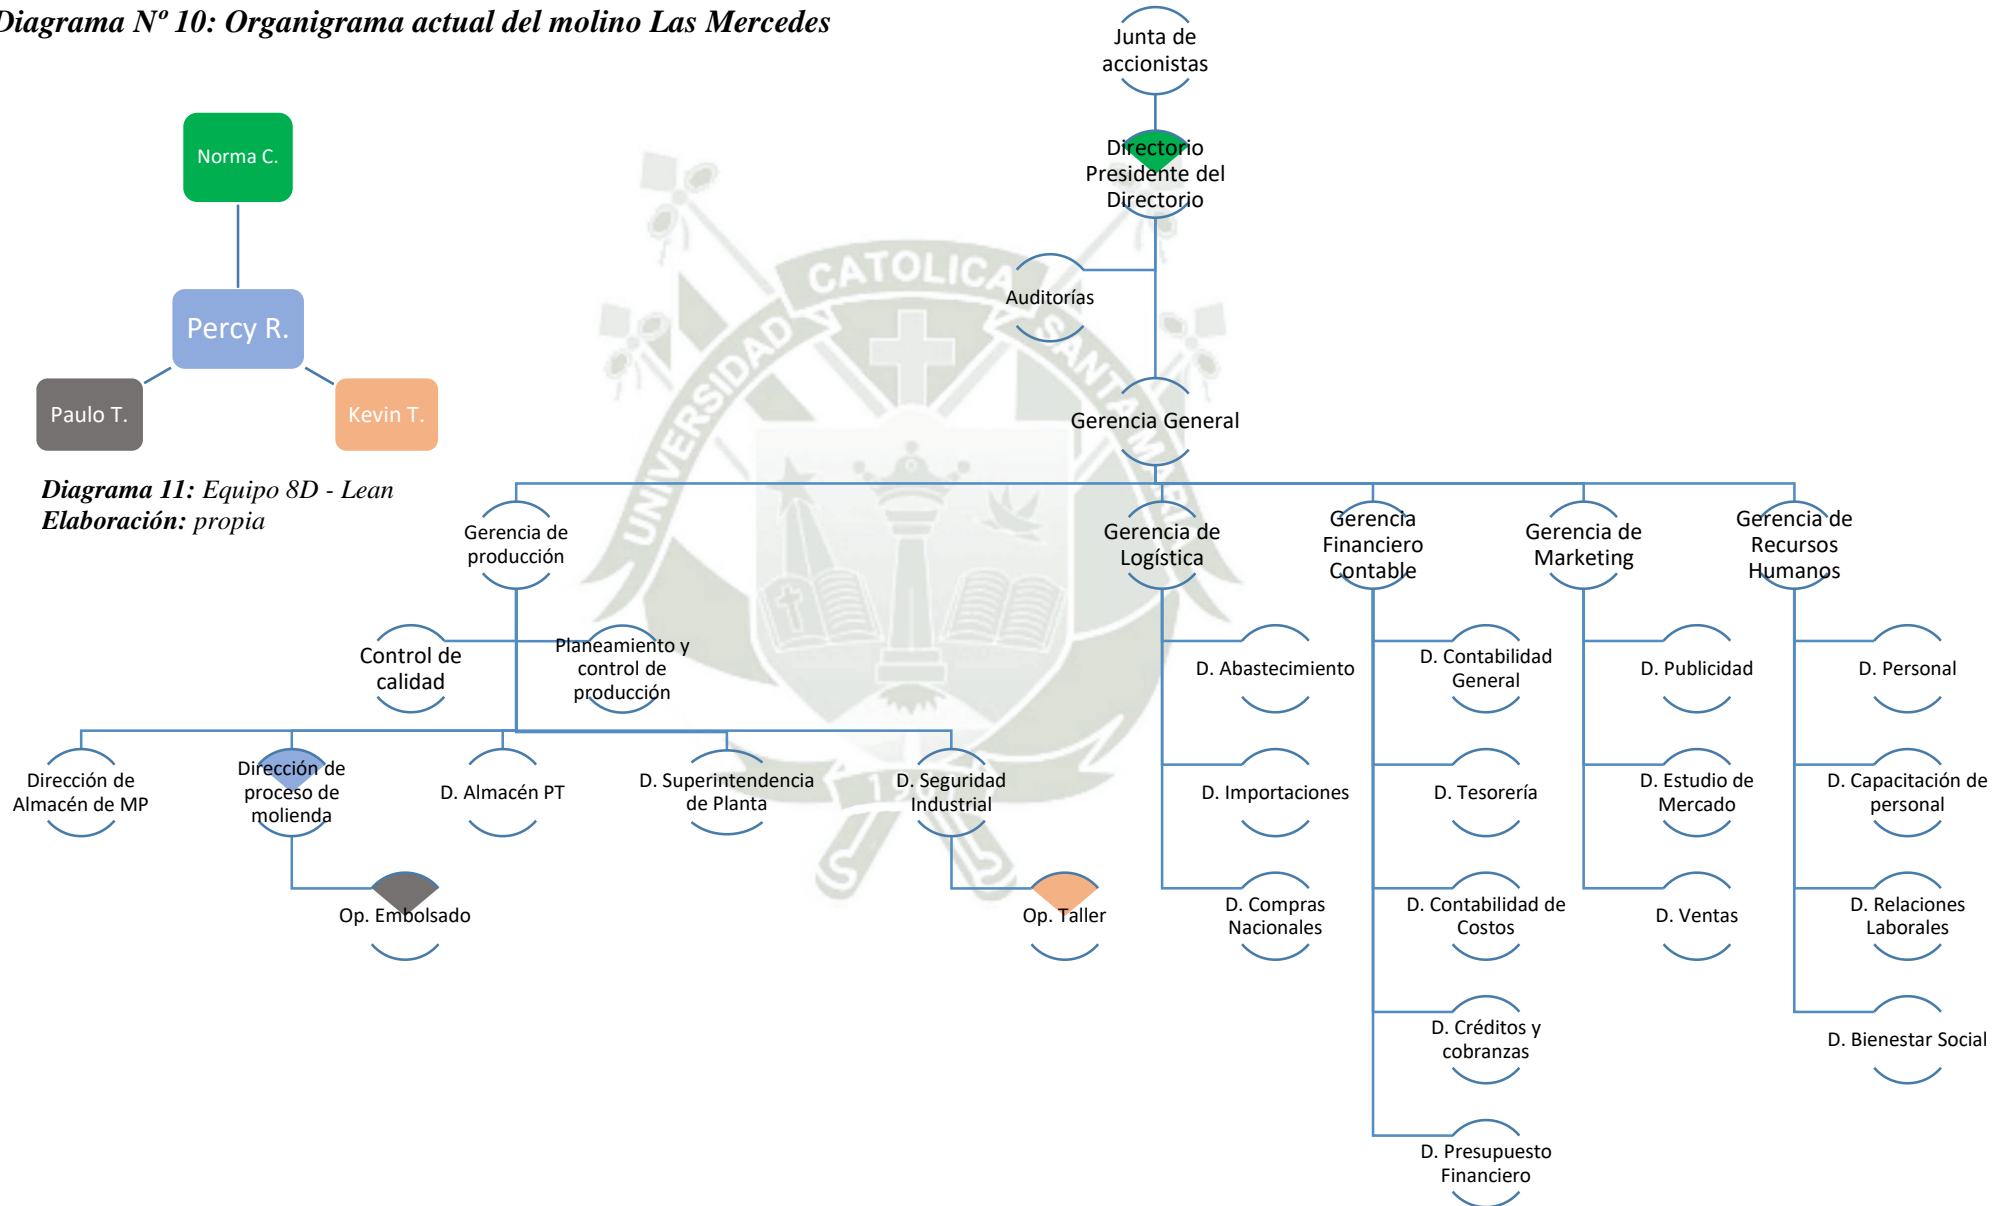 Diagrama Nº 10: Organigrama actual del molino Las Mercedes
Norma C.
Percy R.
Paulo T.
Kevin T.
Diagrama 11: Equipo 8D - Lean
Elaboración: propia
Junta de
accionistas
Directorio
Presidente del
Directorio
Auditorías
Gerencia General
Gerencia de
producción
Gerencia de
Logística
Gerencia
Financiero
Contable
Gerencia de
Marketing
Gerencia de
Recursos
Humanos
Control de
calidad
Planeamiento y
control de
producción
Dirección de
Almacén de MP
Dirección de
proceso de
molienda
D. Almacén PT
D. Superintendencia
de Planta
D. Seguridad
Industrial
Op. Embolsado
Op. Taller
D. Abastecimiento
D. Importaciones
D. Compras
Nacionales
D. Contabilidad
General
D. Tesorería
D. Contabilidad de
Costos
D. Créditos y
cobranzas
D. Presupuesto
Financiero
D. Publicidad
D. Estudio de
Mercado
D. Ventas
D. Personal
D. Capacitación de
personal
D. Relaciones
Laborales
D. Bienestar Social
UNIVERSIDAD CATOLICA SANTA MARIA